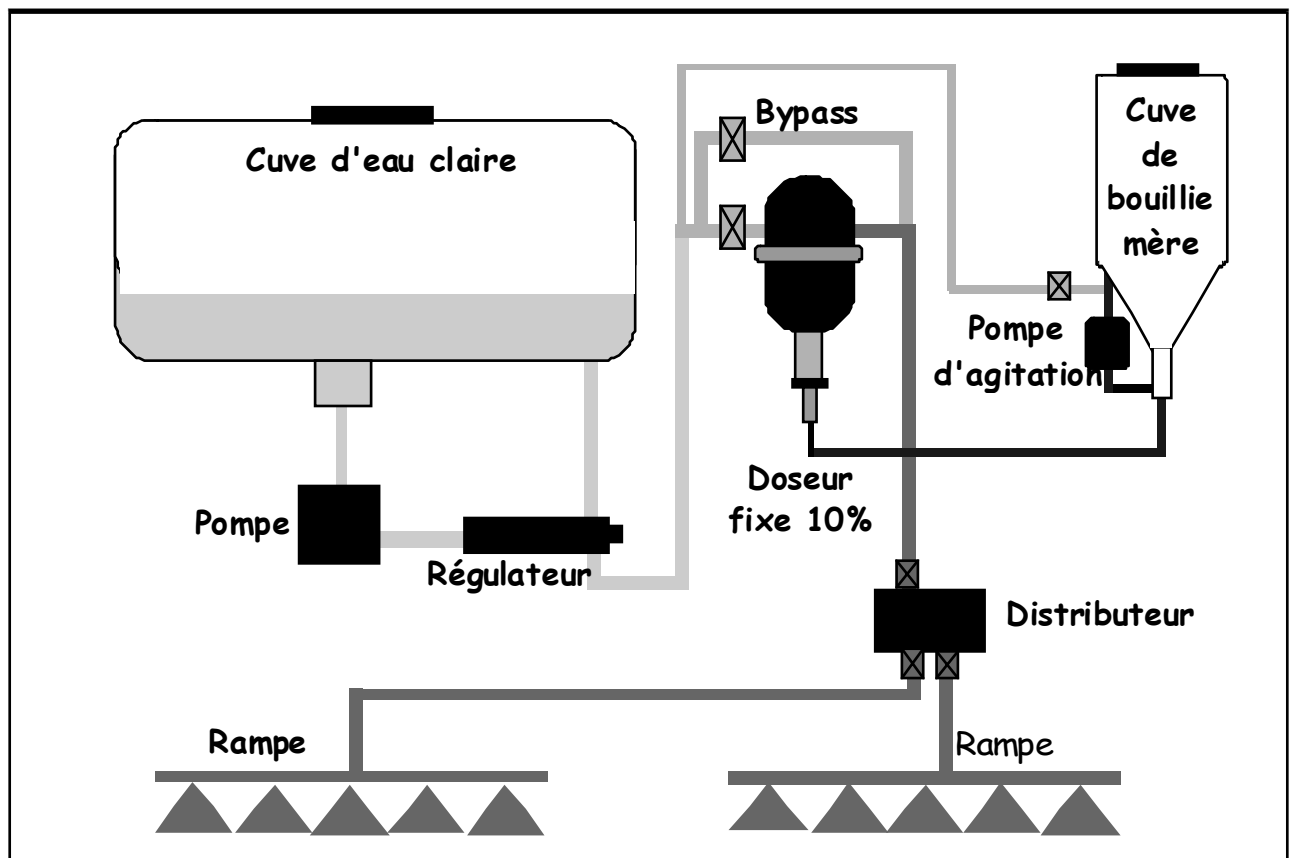 Bypass
Cuve
de
bouillie
mère
Cuve d'eau claire
Pompe
d'agitation
Doseur
fixe 10%
Pompe
Régulateur
Distributeur
Rampe
Rampe